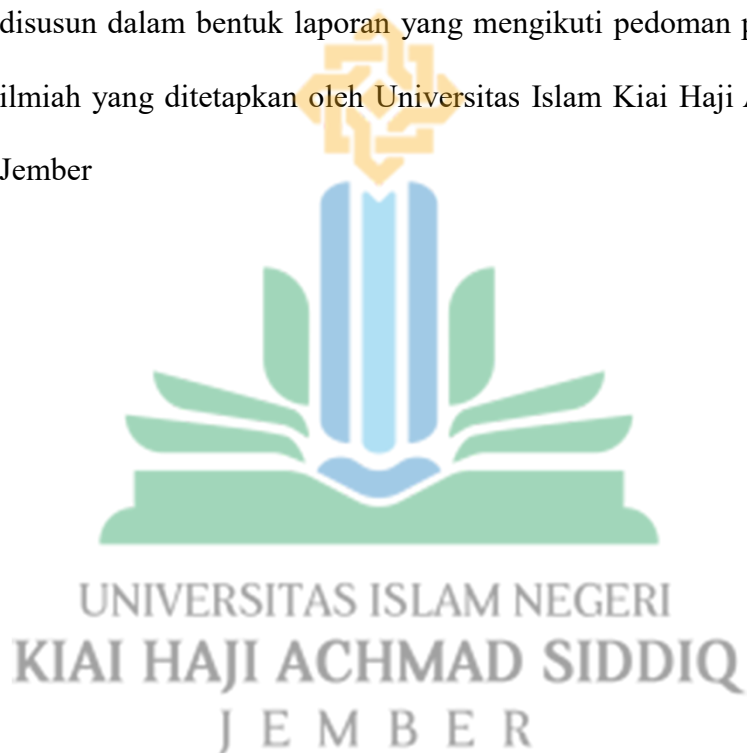 disusun dalam bentuk laporan yang mengikuti pedoman
ilmiah yang ditetapkan oleh Universitas Islam Kiai Haji
Jember
UNIVERSITAS ISLAM NEGERI
KIAI HAJI ACHMAD SIDDIQ
JEMBER